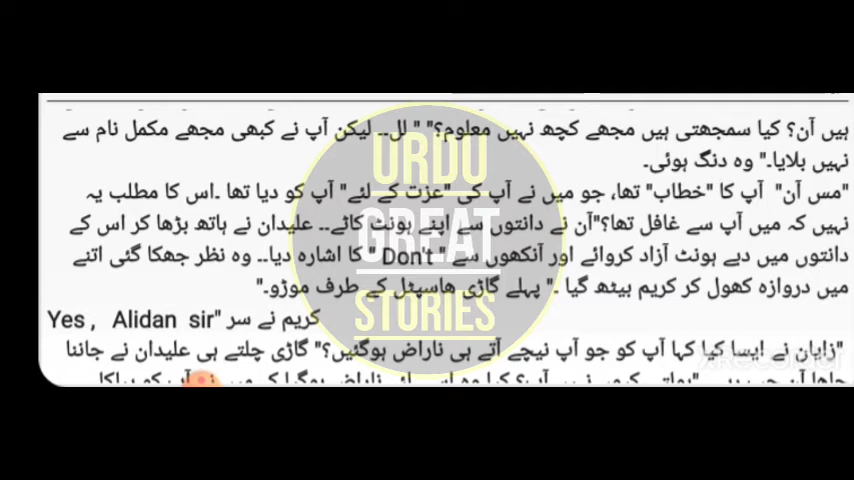 ہیں آن؟ کیا سمجھتی ہیں مجھے کچھ نہیں معلوم؟" " لل۔۔ لیکن آپ نے کبھی مجھے مکمل نام سے
نہیں بلایا۔" وہ دنگ ہوئی۔
"مس آن" آپ کا "خطاب" تھا، جو میں نے آپ کی "عزت کے لئے" آپ کو دیا تھا ۔اس کا مطلب یہ
نہیں کہ میں آپ سے غافل تھا؟"آن نے دانتوں سے اپنے ہونٹ کاٹے۔۔ علیدان نے ہاتھ بڑھا کر اس کے
دانتوں میں دبے ہونٹ آزاد کروائے اور آنکھوں سے " Don't" کا اشارہ دیا۔۔ وہ نظر جھکا گئی اتنے
میں دروازہ کھول کر کریم بیٹھ گیا ۔" پہلے گاڑی ھاسپٹل کے طرف موڑو۔"
Yes , Alidan sir" کریم نے سر
"زایان نے ایسا کیا کہا آپ کو جو آپ نیچے آتے ہی ناراض ہوگئیں؟" گاڑی چلتے ہی علیدان نے جاننا
URDU
GREAT
STORIES
XRecorder